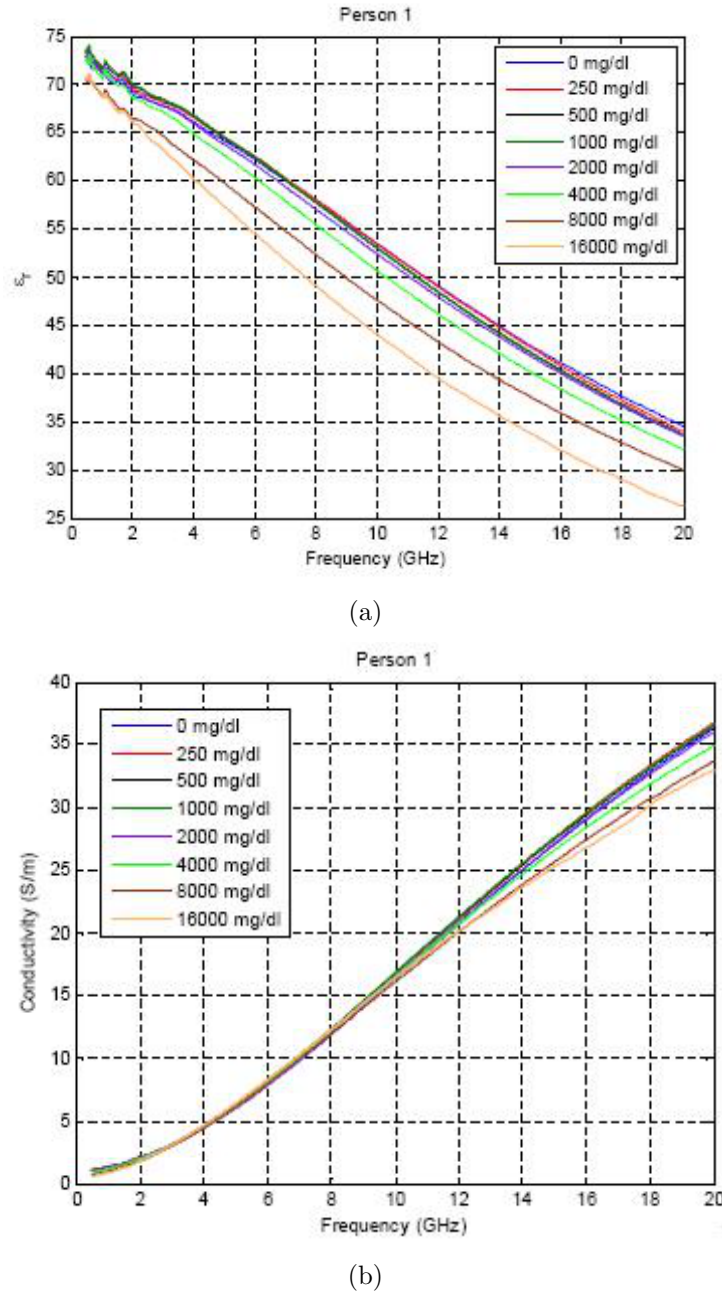 Person 1
75
70
65
60
55
50
45
40
35
30
25
εr
0 mg/dl
250 mg/dl
500 mg/dl
1000 mg/dl
2000 mg/dl
4000 mg/dl
8000 mg/dl
16000 mg/dl
0 2 4 6 8 10 12 14 16 18 20
Frequency (GHz)
(a)
Person 1
40
35
30
25
20
15
10
5
0
Conductivity (S/m)
0 mg/dl
250 mg/dl
500 mg/dl
1000 mg/dl
2000 mg/dl
4000 mg/dl
8000 mg/dl
16000 mg/dl
0 2 4 6 8 10 12 14 16 18 20
Frequency (GHz)
(b)